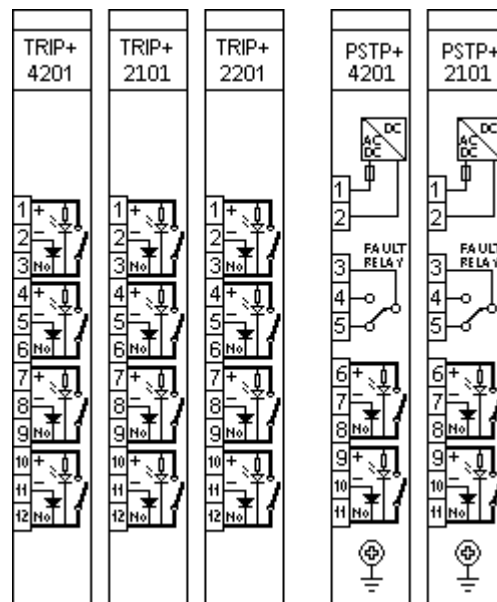 TRIP+
4201
1 +
2 -
3 No
4 +
5 -
6 No
7 +
8 -
9 No
10 +
11 -
12 No
TRIP+
2101
1 +
2 -
3 No
4 +
5 -
6 No
7 +
8 -
9 No
10 +
11 -
12 No
TRIP+
2201
1 +
2 -
3 No
4 +
5 -
6 No
7 +
8 -
9 No
10 +
11 -
12 No
PSTP+
4201
DC
AC
DC
1
2
FAULT
3 RELAY
4
5
6 +
7 -
8 No
9 +
10 -
11 No
PSTP+
2101
DC
AC
DC
1
2
FAULT
3 RELAY
4
5
6 +
7 -
8 No
9 +
10 -
11 No